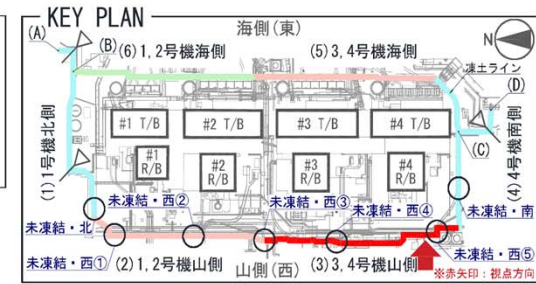 KEY PLAN
海側(東)
N
(A)
(B)
(6)1,2号機海側
(5)3,4号機海側
凍土ライン
(D)
#1 T/B
#2 T/B
#3 T/B
#4 T/B
(C)
(1)1号機北側
(4)4号機南側
#1
R/B
#2
R/B
#3
R/B
#4
R/B
未凍結・北
未凍結・西②
未凍結・西③
未凍結・西④
未凍結・南
未凍結・西①
(2)1,2号機山側
(3)3,4号機山側
未凍結・西⑤
山側(西)
※赤矢印：視点方向